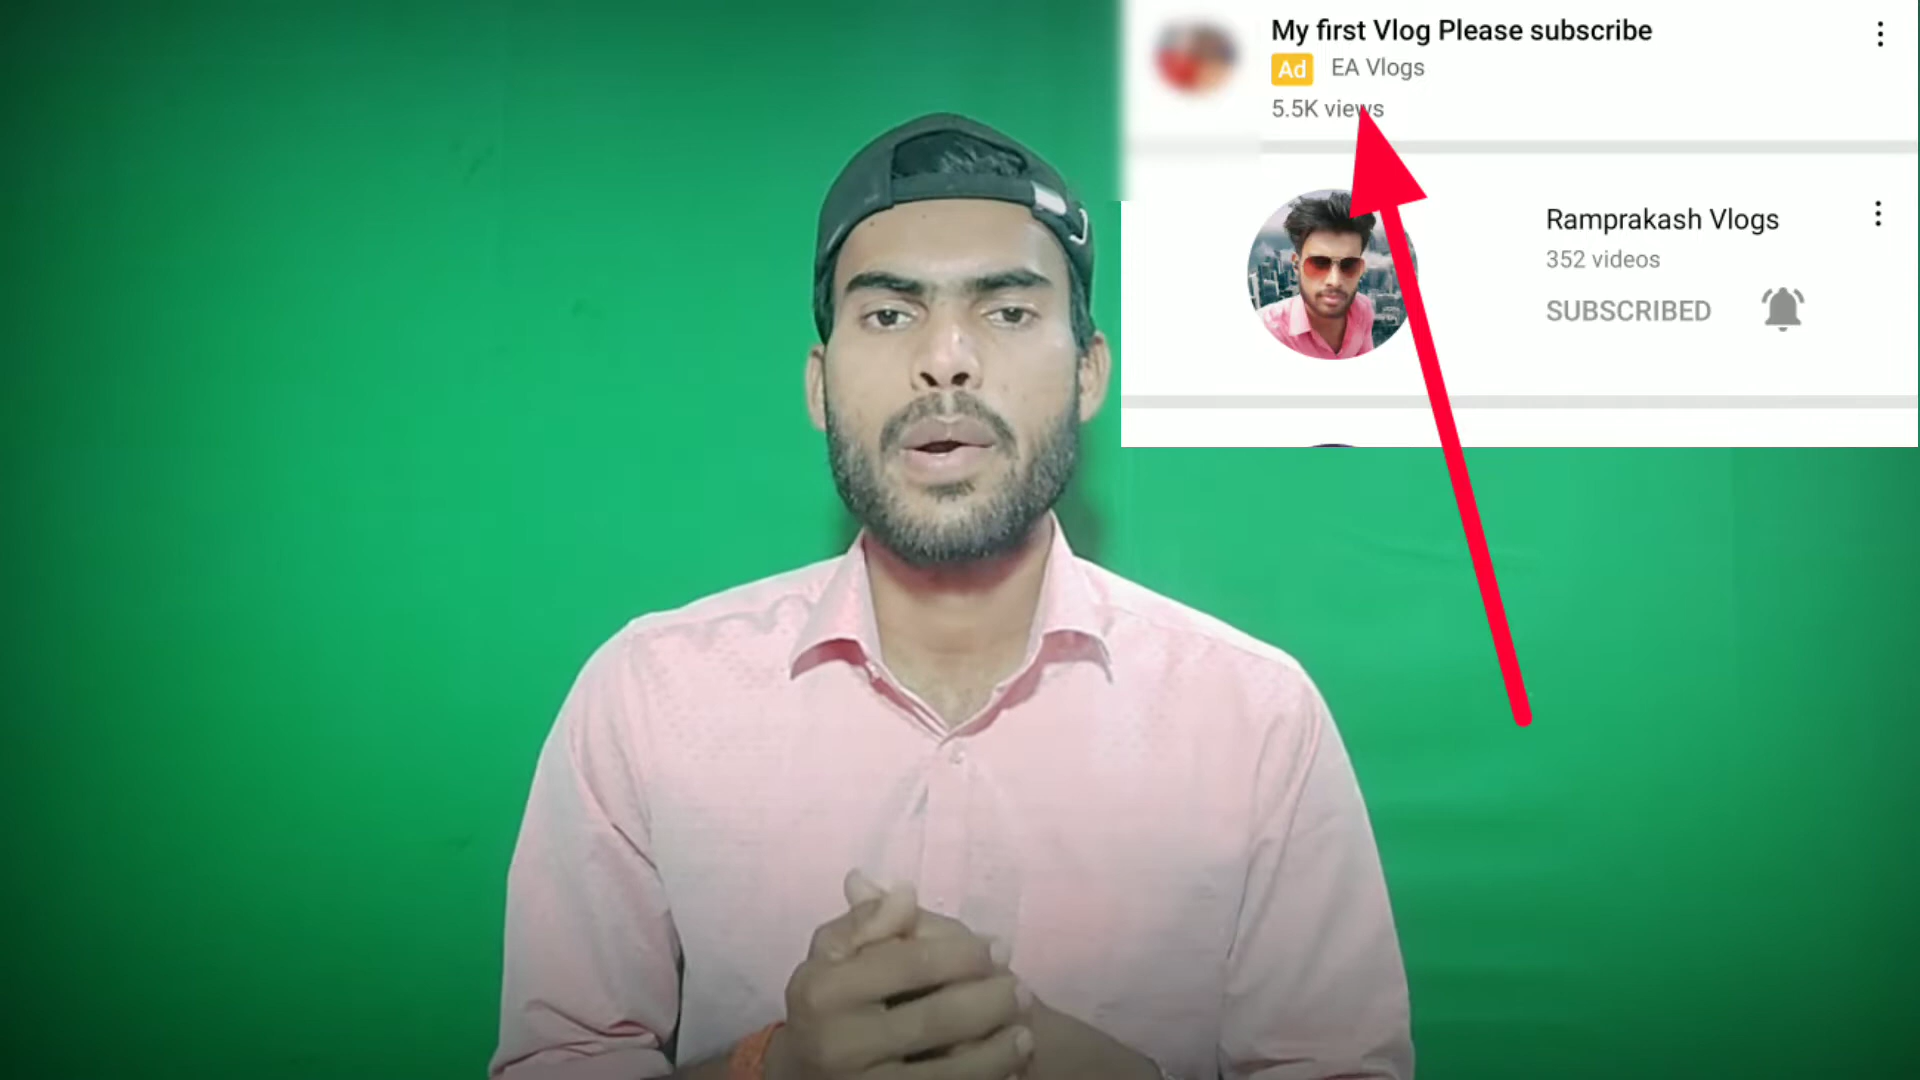 My first Vlog Please subscribe
Ad EA Vlogs
5.5K views
Ramprakash Vlogs
352 videos
SUBSCRIBED